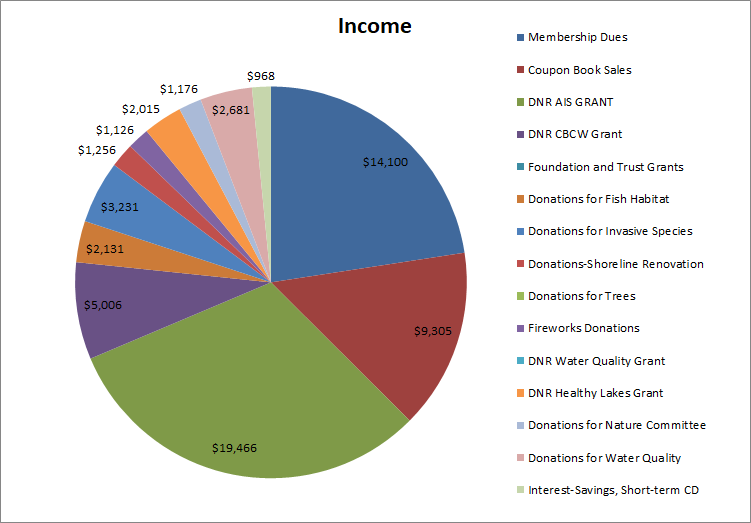 Income
$968
$1,176
$2,015
$2,681
$1,126
$1,256
$14,100
$3,231
$2,131
$5,006
$9,305
$19,466
Membership Dues
Coupon Book Sales
DNR AIS GRANT
DNR CBCW Grant
Foundation and Trust Grants
Donations for Fish Habitat
Donations for Invasive Species
Donations-Shoreline Renovation
Donations for Trees
Fireworks Donations
DNR Water Quality Grant
DNR Healthy Lakes Grant
Donations for Nature Committee
Donations for Water Quality
Interest-Savings, Short-term CD